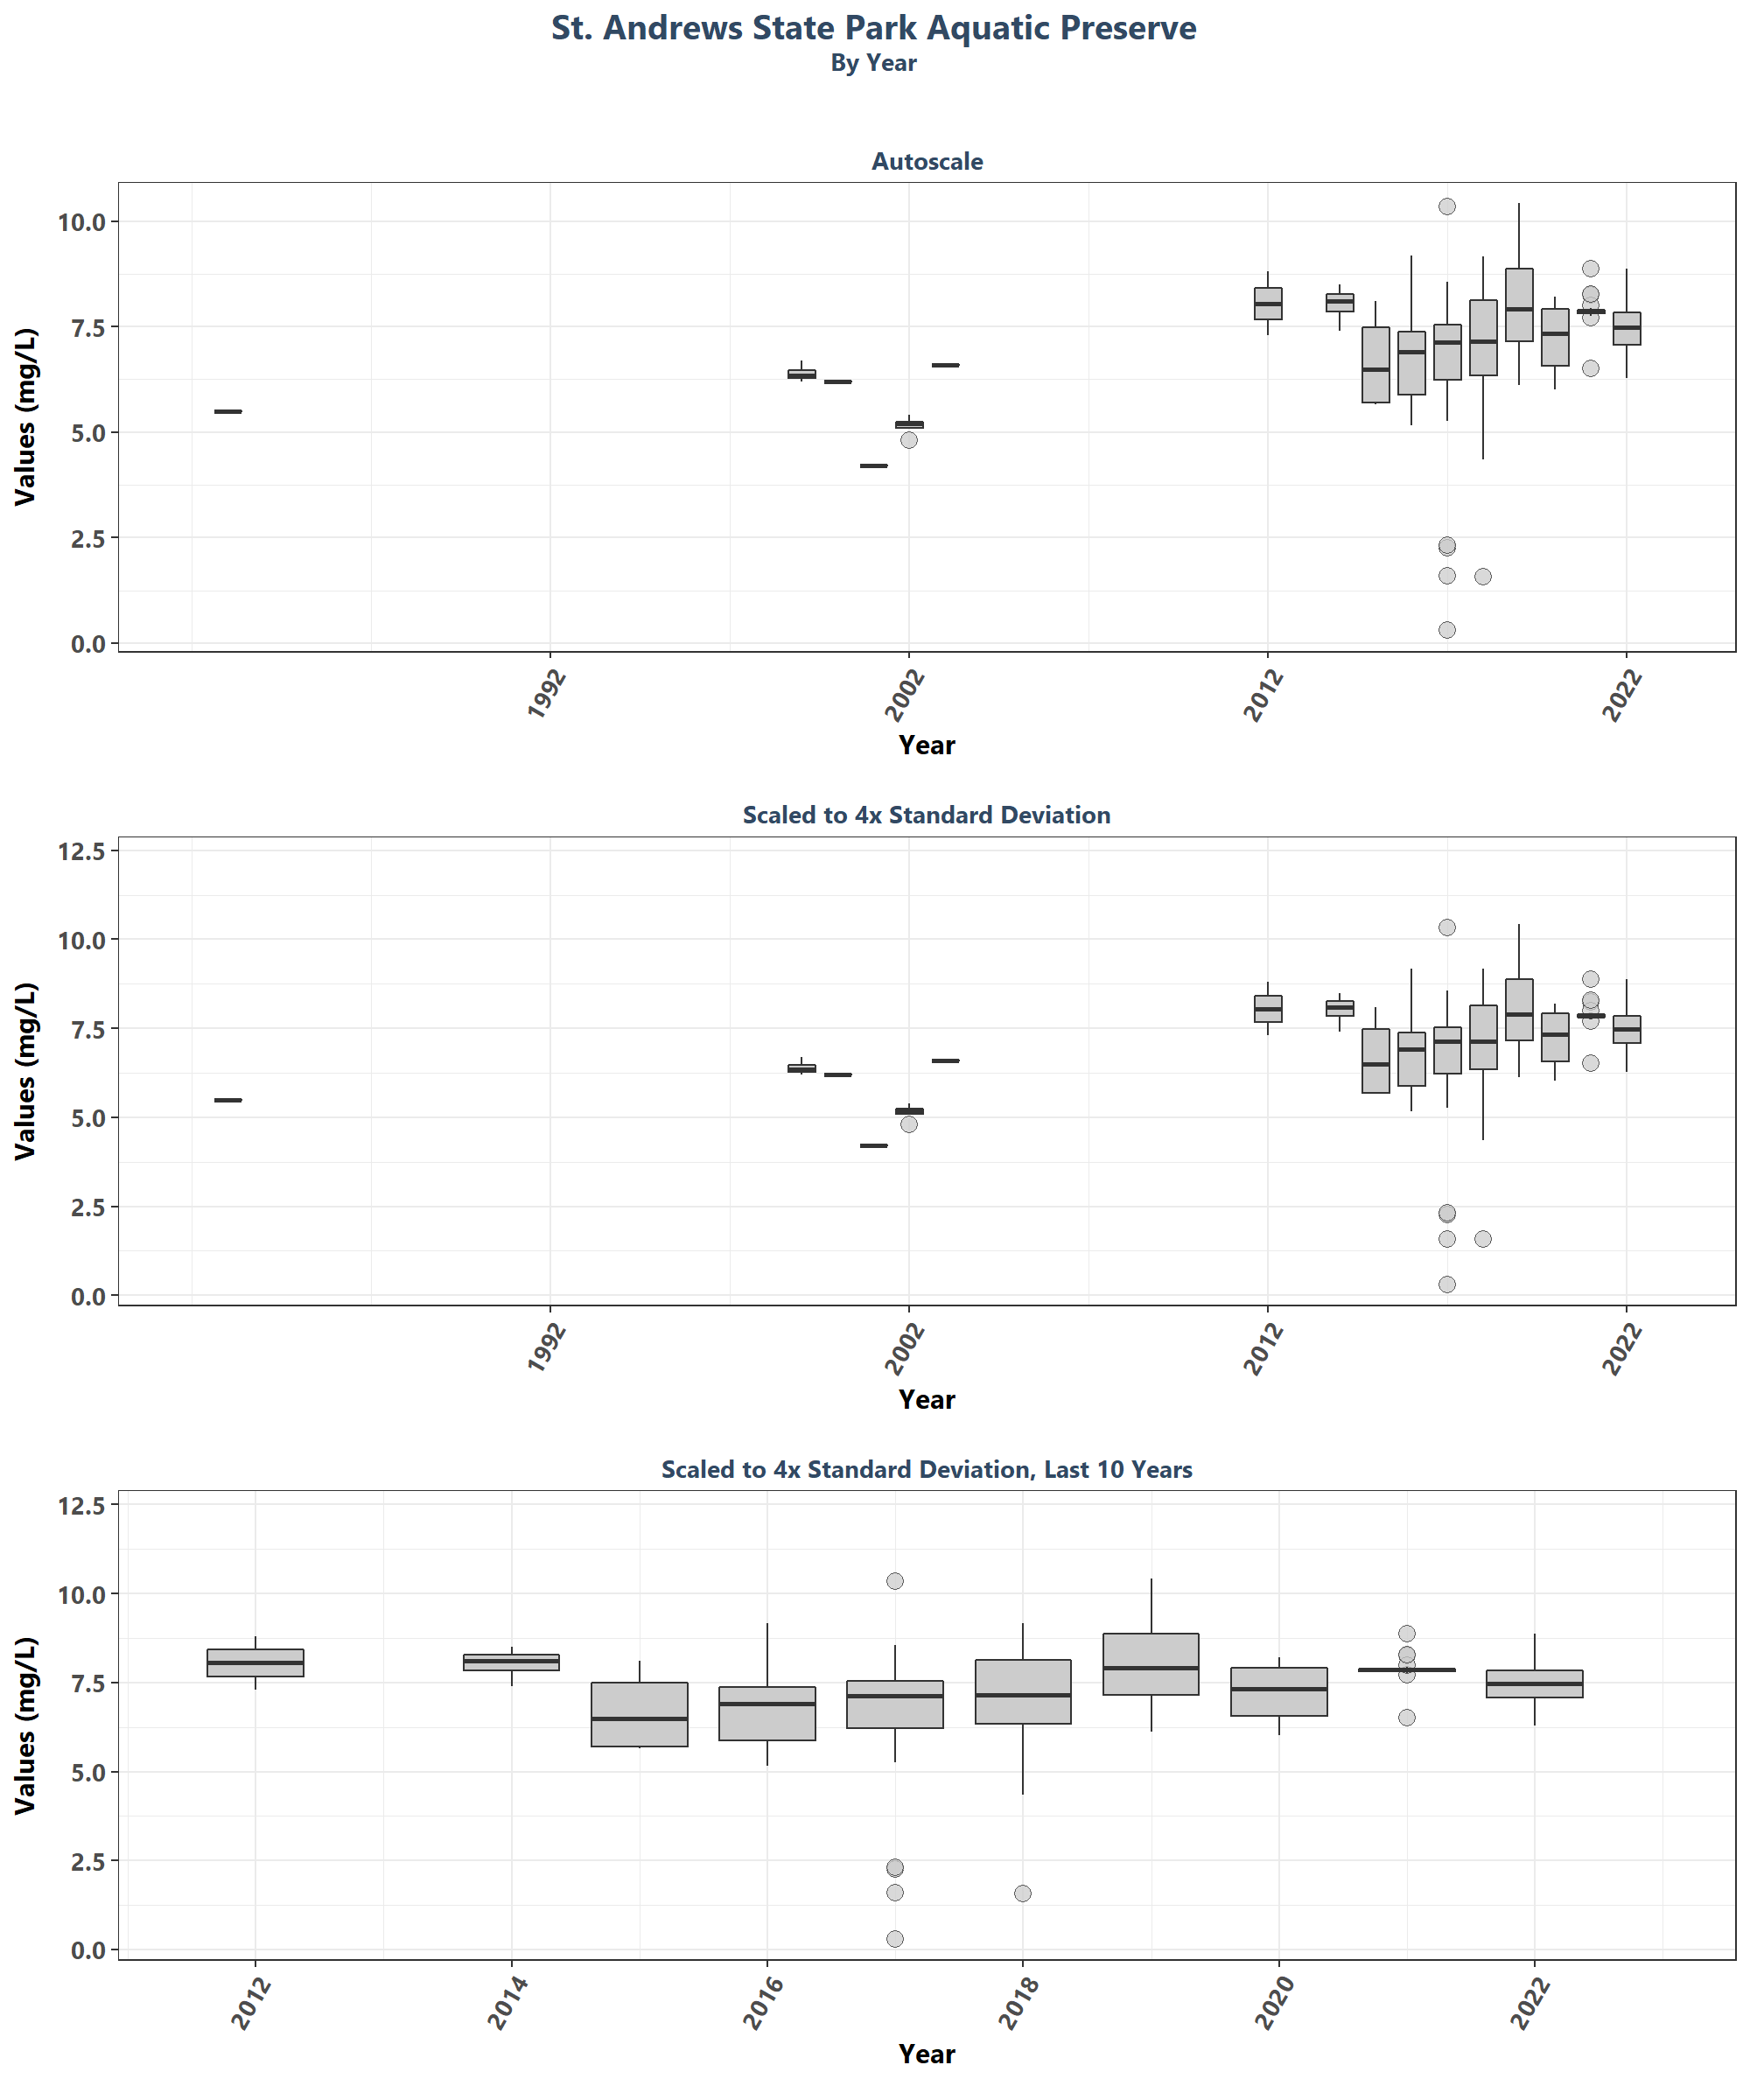 St. Andrews State Park Aquatic Preserve
By Year
Autoscale
Values (mg/L)
10.0
7.5
5.0
2.5
0.0
1992
2002
2012
2022
Year
Scaled to 4x Standard Deviation
Values (mg/L)
12.5
10.0
7.5
5.0
2.5
0.0
1992
2002
2012
2022
Year
Scaled to 4x Standard Deviation, Last 10 Years
Values (mg/L)
12.5
10.0
7.5
5.0
2.5
0.0
2012
2014
2016
2018
2020
2022
Year